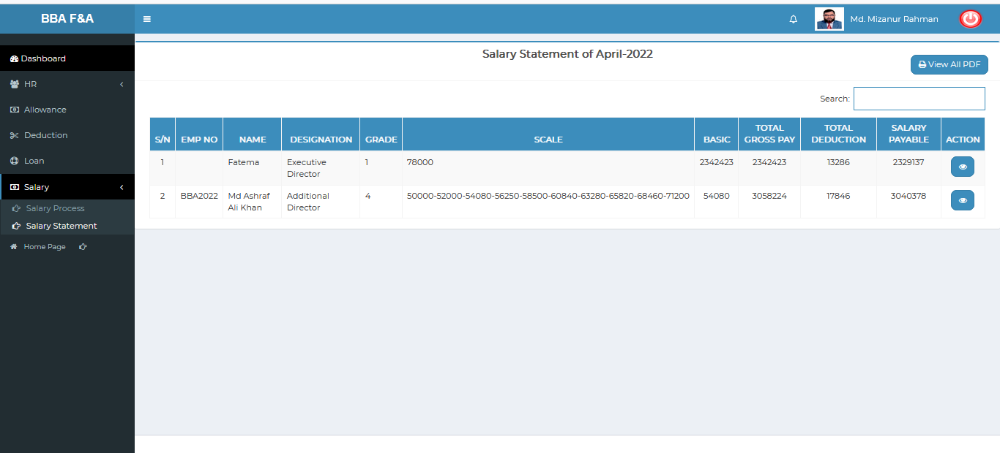 BBA F&A
Md. Mizanur Rahman
Dashboard
HR
Allowance
Deduction
Loan
Salary
Salary Process
Salary Statement
Home Page
Salary Statement of April-2022
View All PDF
Search:
S/N EMP NO NAME DESIGNATION GRADE SCALE BASIC TOTAL GROSS PAY TOTAL DEDUCTION SALARY PAYABLE ACTION
1 Fatema Executive Director 1 78000 2342423 2342423 13286 2329137
2 BBA2022 Md Ashraf Ali Khan Additional Director 4 50000-52000-54080-56250-58500-60840-63280-65820-68460-71200 54080 3058224 17846 3040378